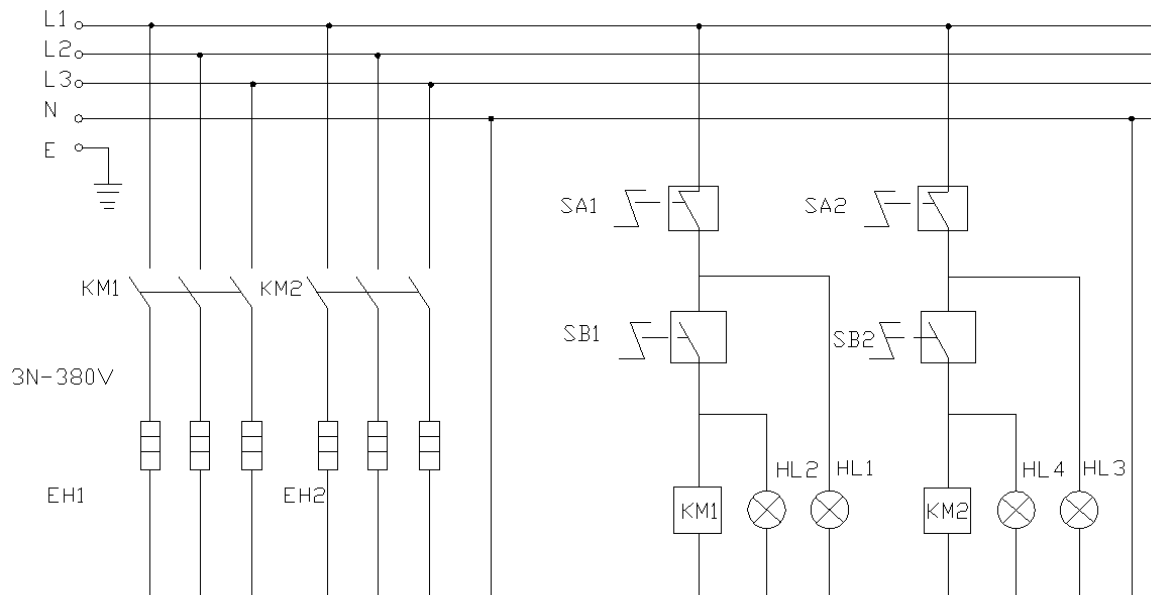 L1
L2
L3
N
E
SA1
SA2
KM1
KM2
SB1
SB2
3N-380V
HL2
HL1
HL4
HL3
EH1
EH2
KM1
KM2